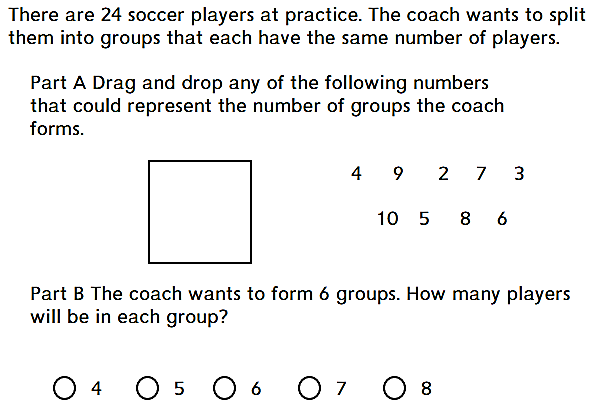 There are 24 soccer players at practice. The coach wants to split
them into groups that each have the same number of players.
Part A Drag and drop any of the following numbers
that could represent the number of groups the coach
forms.
4 9 2 7 3
10 5 8 6
Part B The coach wants to form 6 groups. How many players
will be in each group?
4 5 6 7 8